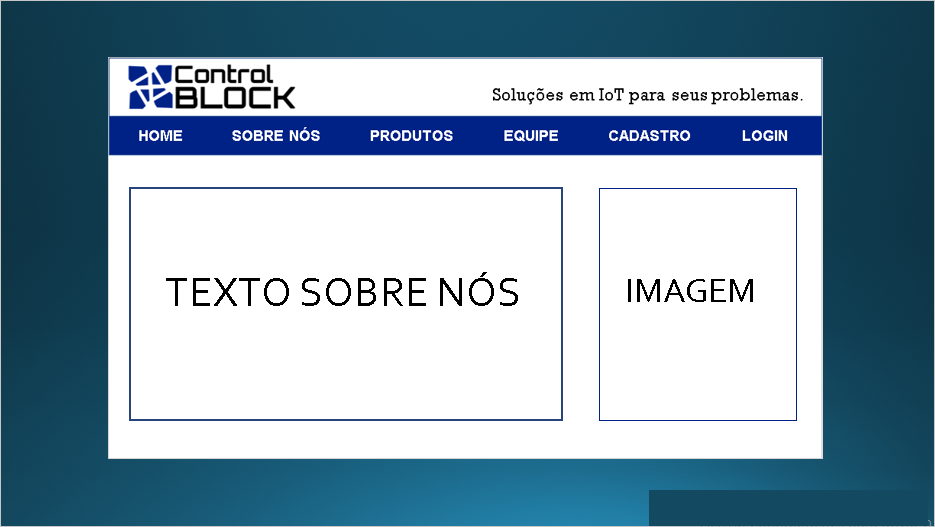 Control
BLOCK
Soluções em IoT para seus problemas.
HOME SOBRE NÓS PRODUTOS EQUIPE CADASTRO LOGIN
TEXTO SOBRE NÓS
IMAGEM